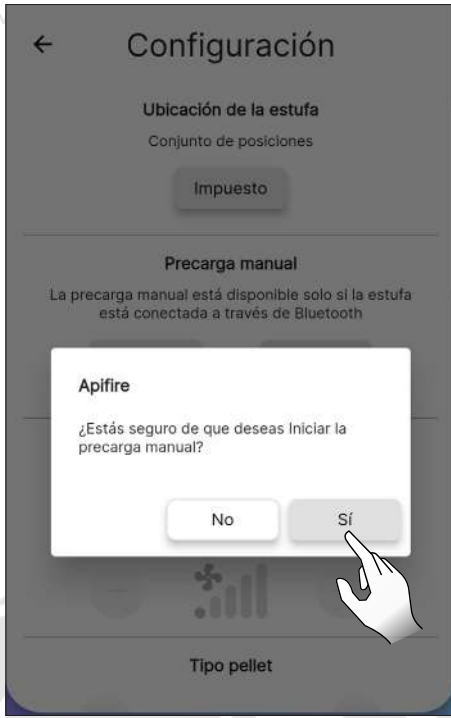 Configuración
Ubicación de la estufa
Conjunto de posiciones
Impuesto
Precarga manual
La precarga manual está disponible solo si la estufa
está conectada a través de Bluetooth
Apifire
¿Estás seguro de que deseas Iniciar la
precarga manual?
No
Sí
Tipo pellet